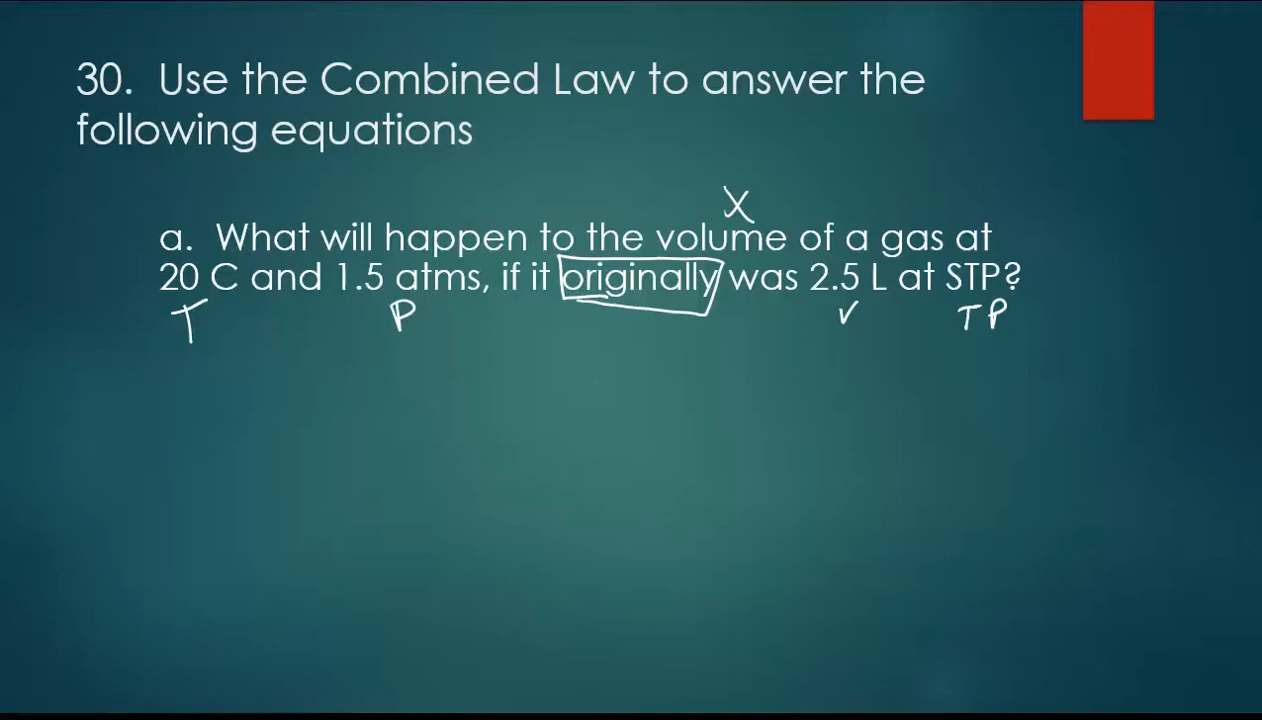 30. Use the Combined Law to answer the
following equations
X
a. What will happen to the volume of a gas at
20 C and 1.5 atms, if it originally was 2.5 L at STP?
T P V T P